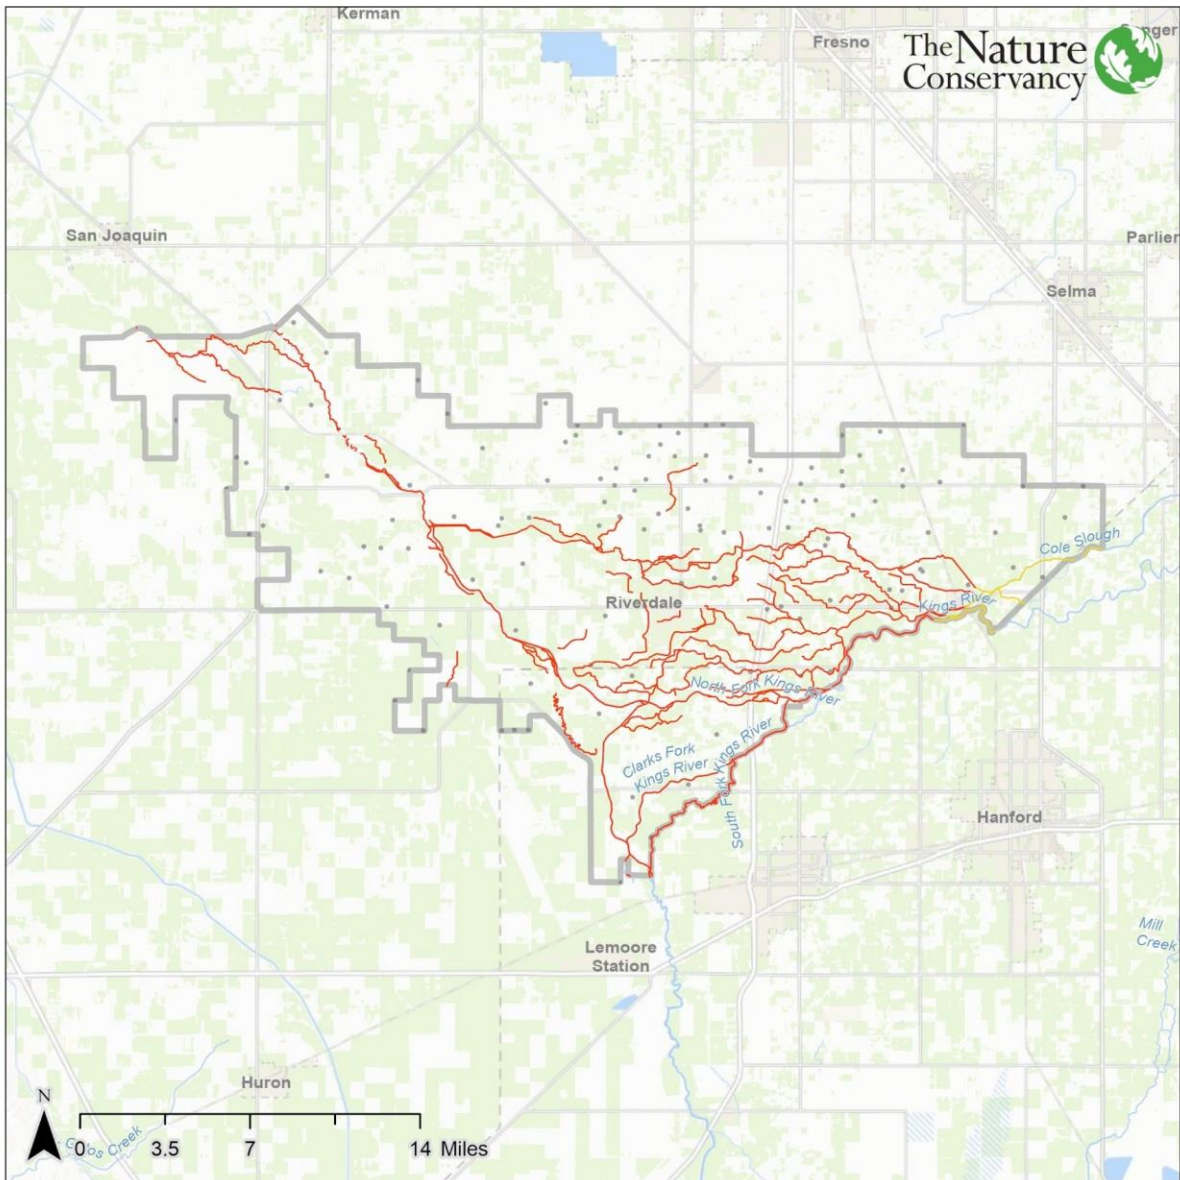 Kerman
Fresno
The Nature
Conservancy
nger
San Joaquin
Parlier
Selma
Cole Slough
Kings River
Riverdale
North Fork Kings River
Clarks Fork
Kings River
South Fork Kings River
Hanford
Mill
Creek
Lemoore
Station
Huron
N
0 3.5 7 14 Miles
Creek